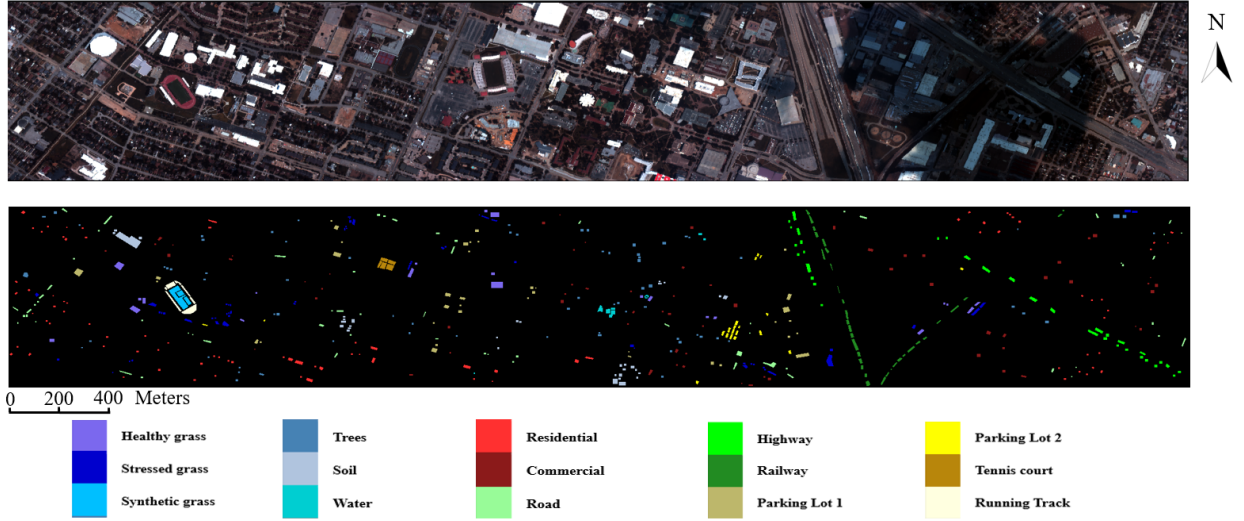 N
0 200 400 Meters
Healthy grass Trees Residential Highway Parking Lot 2
Stressed grass Soil Commercial Railway Tennis court
Synthetic grass Water Road Parking Lot 1 Running Track